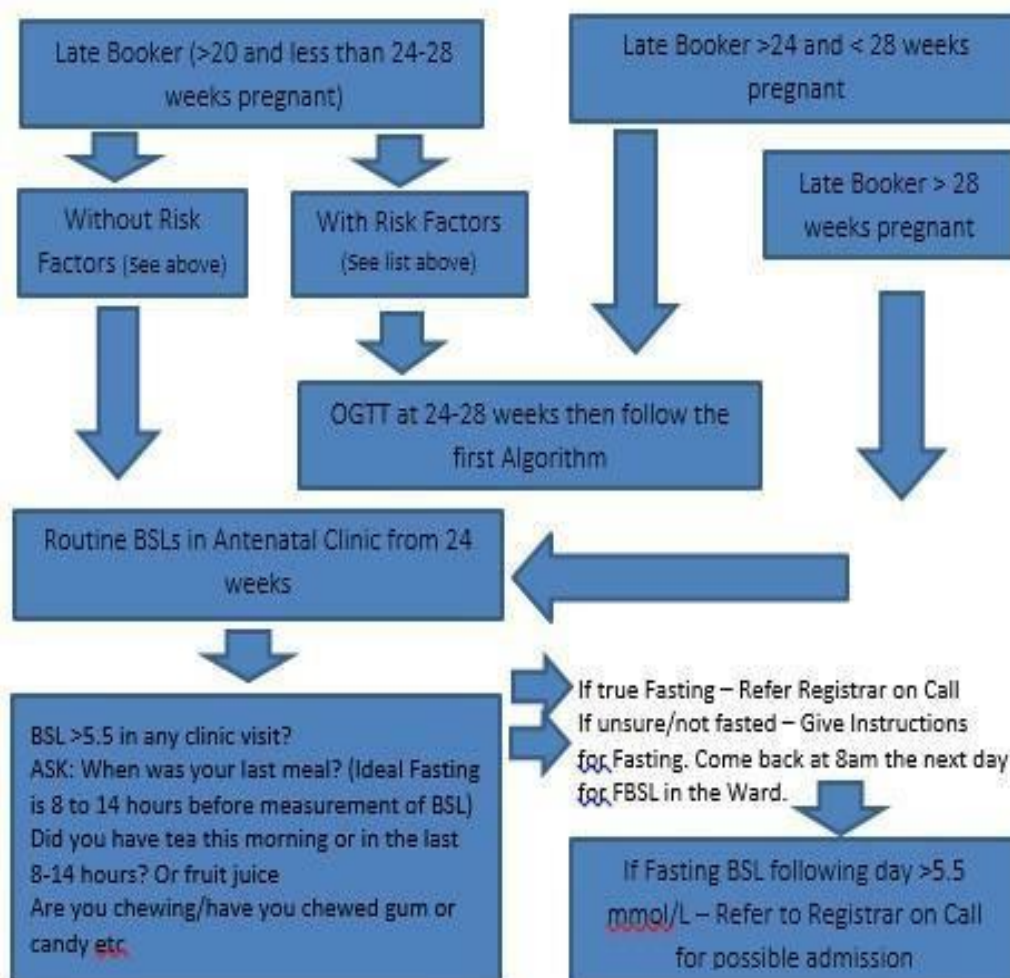 Late Booker (>20 and less than 24-28
weeks pregnant)
Late Booker >24 and < 28 weeks
pregnant
Late Booker > 28
weeks pregnant
Without Risk
Factors (See above)
With Risk Factors
(See list above)
OGTT at 24-28 weeks then follow the
first Algorithm
Routine BSLs in Antenatal Clinic from 24
weeks
BSL >5.5 in any clinic visit?
ASK: When was your last meal? (Ideal Fasting
is 8 to 14 hours before measurement of BSL)
Did you have tea this morning or in the last
8-14 hours? Or fruit juice
Are you chewing/have you chewed gum or
candy etc
If true Fasting – Refer Registrar on Call
If unsure/not fasted – Give Instructions
for Fasting. Come back at 8am the next day
for FBSL in the Ward.
If Fasting BSL following day >5.5
mmol/L – Refer to Registrar on Call
for possible admission